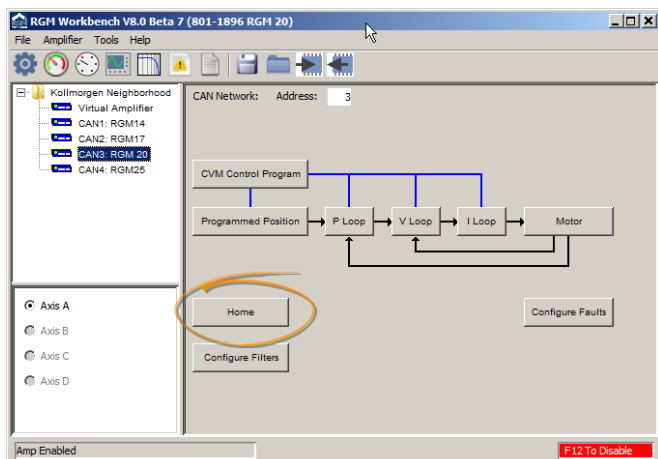 RGM Workbench V8.0 Beta 7 (801-1896 RGM 20)
File Amplifier Tools Help
Kollmorgen Neighborhood
Virtual Amplifier
CAN1: RGM14
CAN2: RGM17
CAN3: RGM 20
CAN4: RGM25
CAN Network: Address: 3
CVM Control Program
Programmed Position P Loop V Loop I Loop Motor
Home Configure Faults
Configure Filters
Axis A
Axis B
Axis C
Axis D
Amp Enabled F12 To Disable